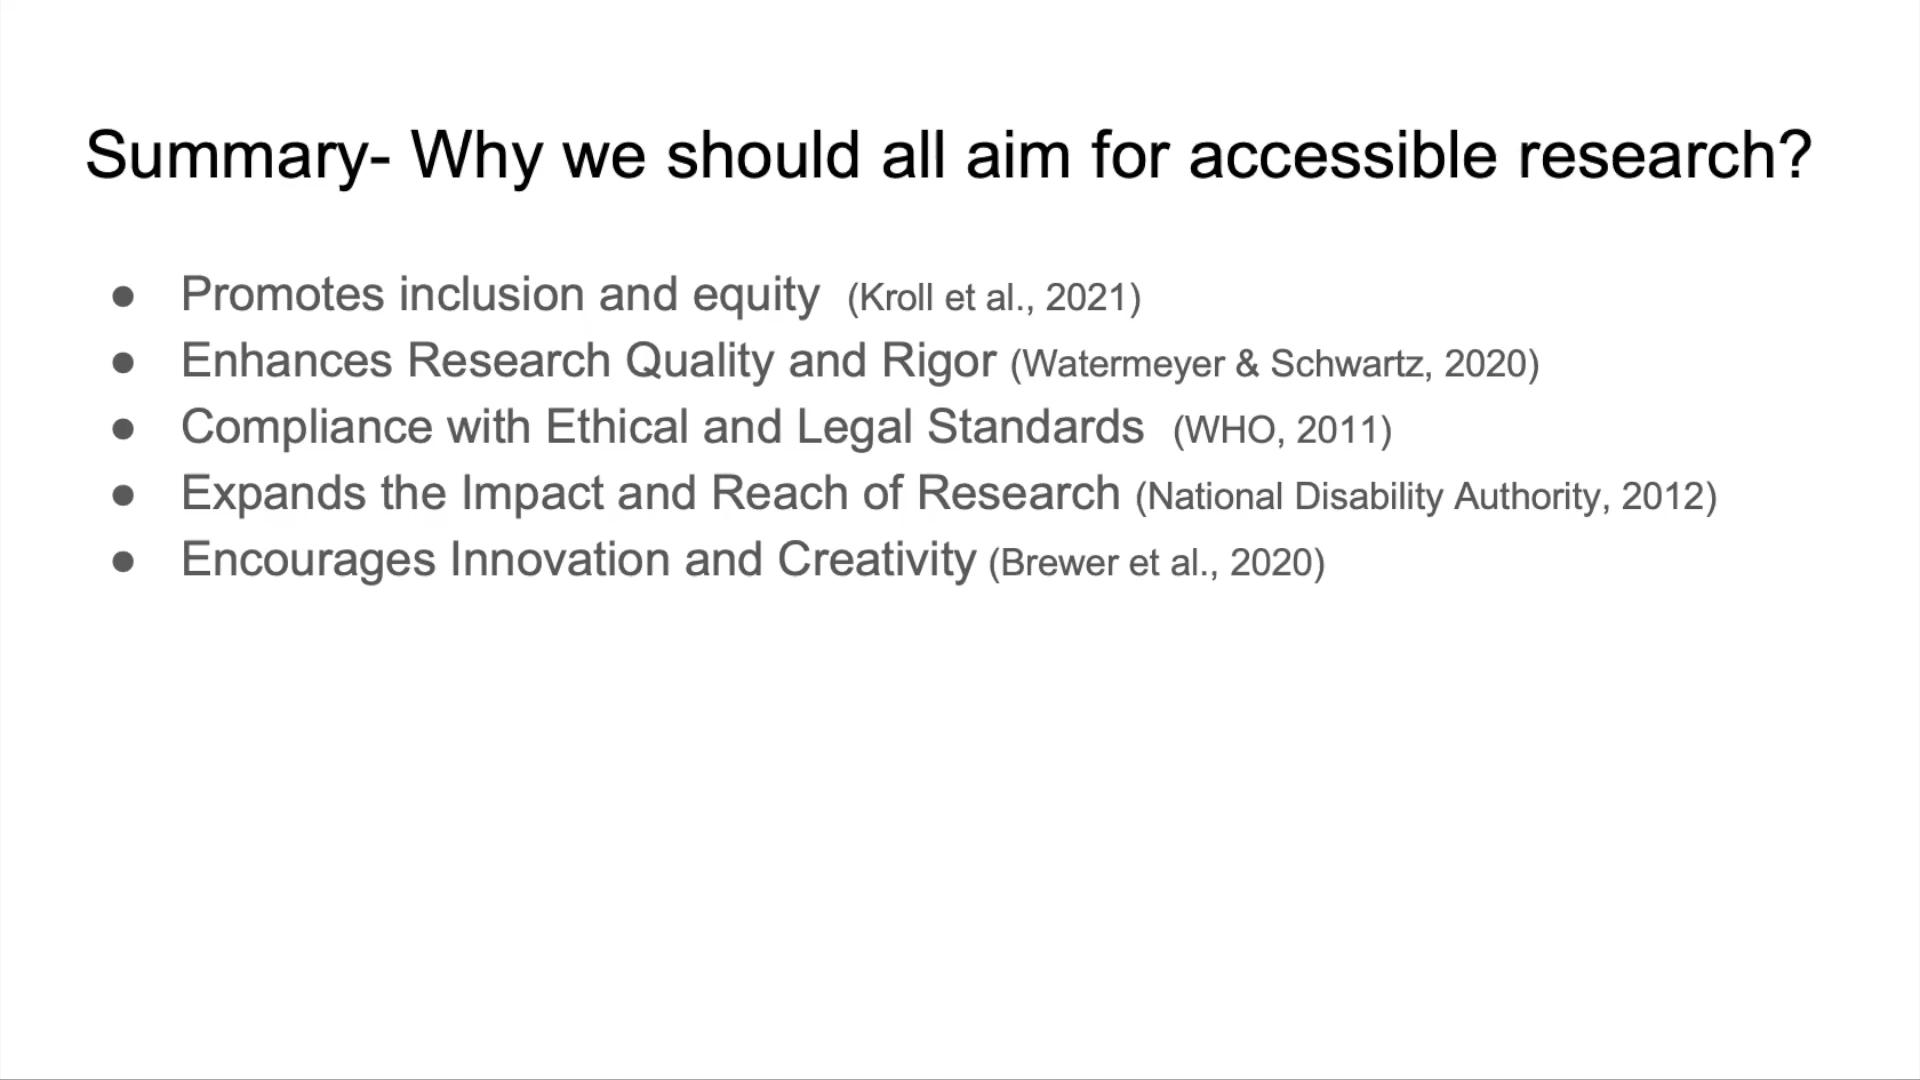 Summary- Why we should all aim for accessible research?
● Promotes inclusion and equity (Kroll et al., 2021)
● Enhances Research Quality and Rigor (Watermeyer & Schwartz, 2020)
● Compliance with Ethical and Legal Standards (WHO, 2011)
● Expands the Impact and Reach of Research (National Disability Authority, 2012)
● Encourages Innovation and Creativity (Brewer et al., 2020)